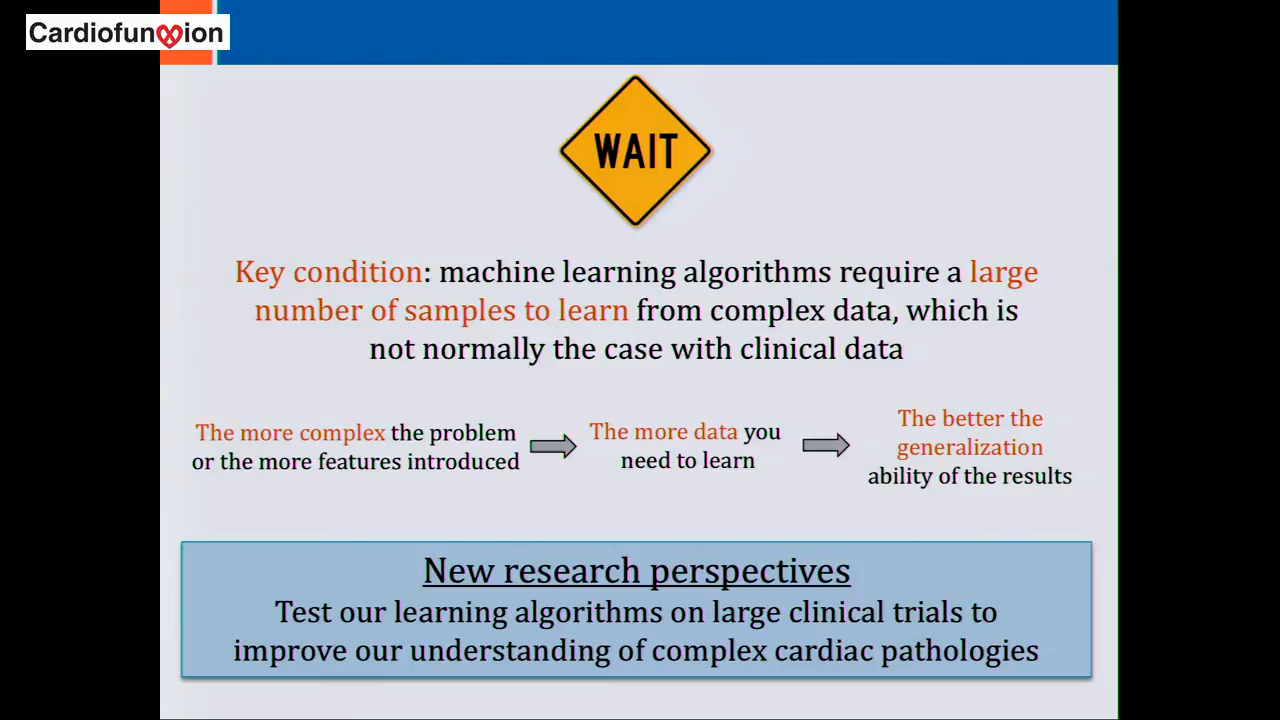 Cardiofunxion
WAIT
Key condition: machine learning algorithms require a large
number of samples to learn from complex data, which is
not normally the case with clinical data
The more complex the problem
or the more features introduced
The more data you
need to learn
The better the
generalization
ability of the results
New research perspectives
Test our learning algorithms on large clinical trials to
improve our understanding of complex cardiac pathologies